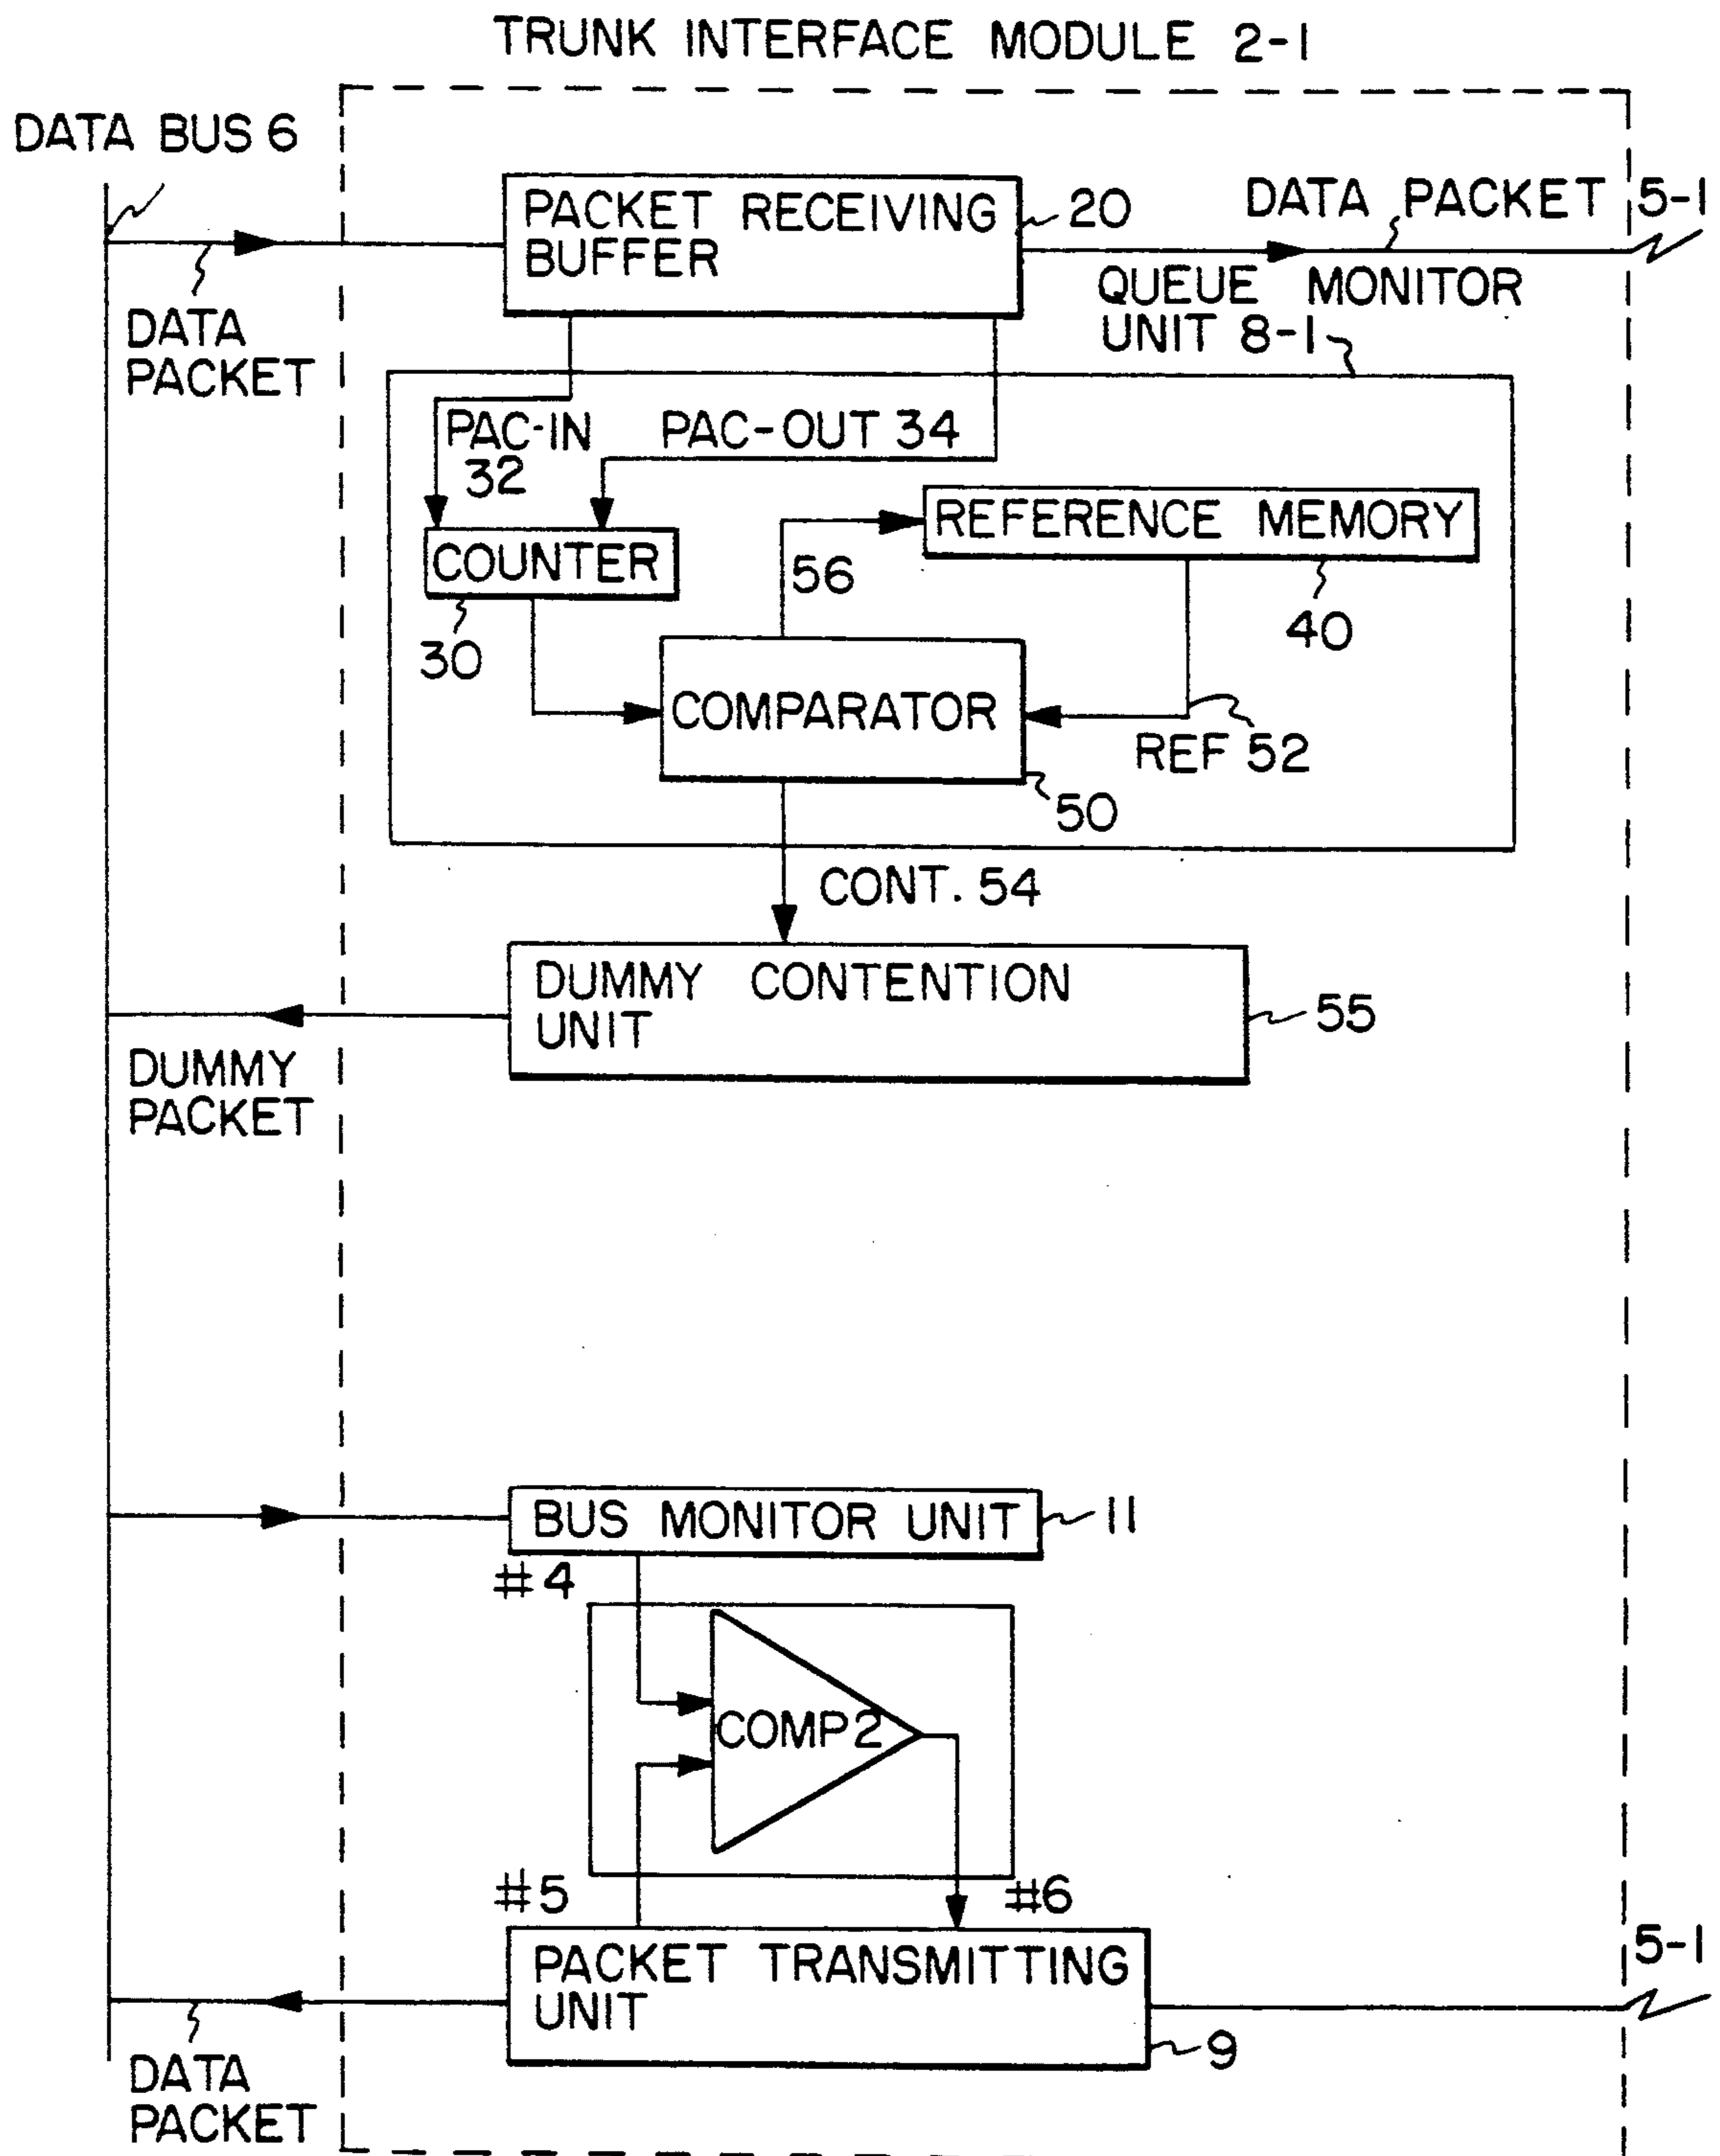 TRUNK INTERFACE MODULE 2-1
DATA BUS 6
PACKET RECEIVING
BUFFER
20
DATA PACKET
5-1
DATA
PACKET
QUEUE MONITOR
UNIT 8-1
PAC-IN
32
PAC-OUT 34
REFERENCE MEMORY
COUNTER
56
40
30
COMPARATOR
REF 52
50
CONT. 54
DUMMY CONTENTION
UNIT
55
DUMMY
PACKET
BUS MONITOR UNIT
11
#4
COMP2
#5
#6
PACKET TRANSMITTING
UNIT
5-1
9
DATA
PACKET